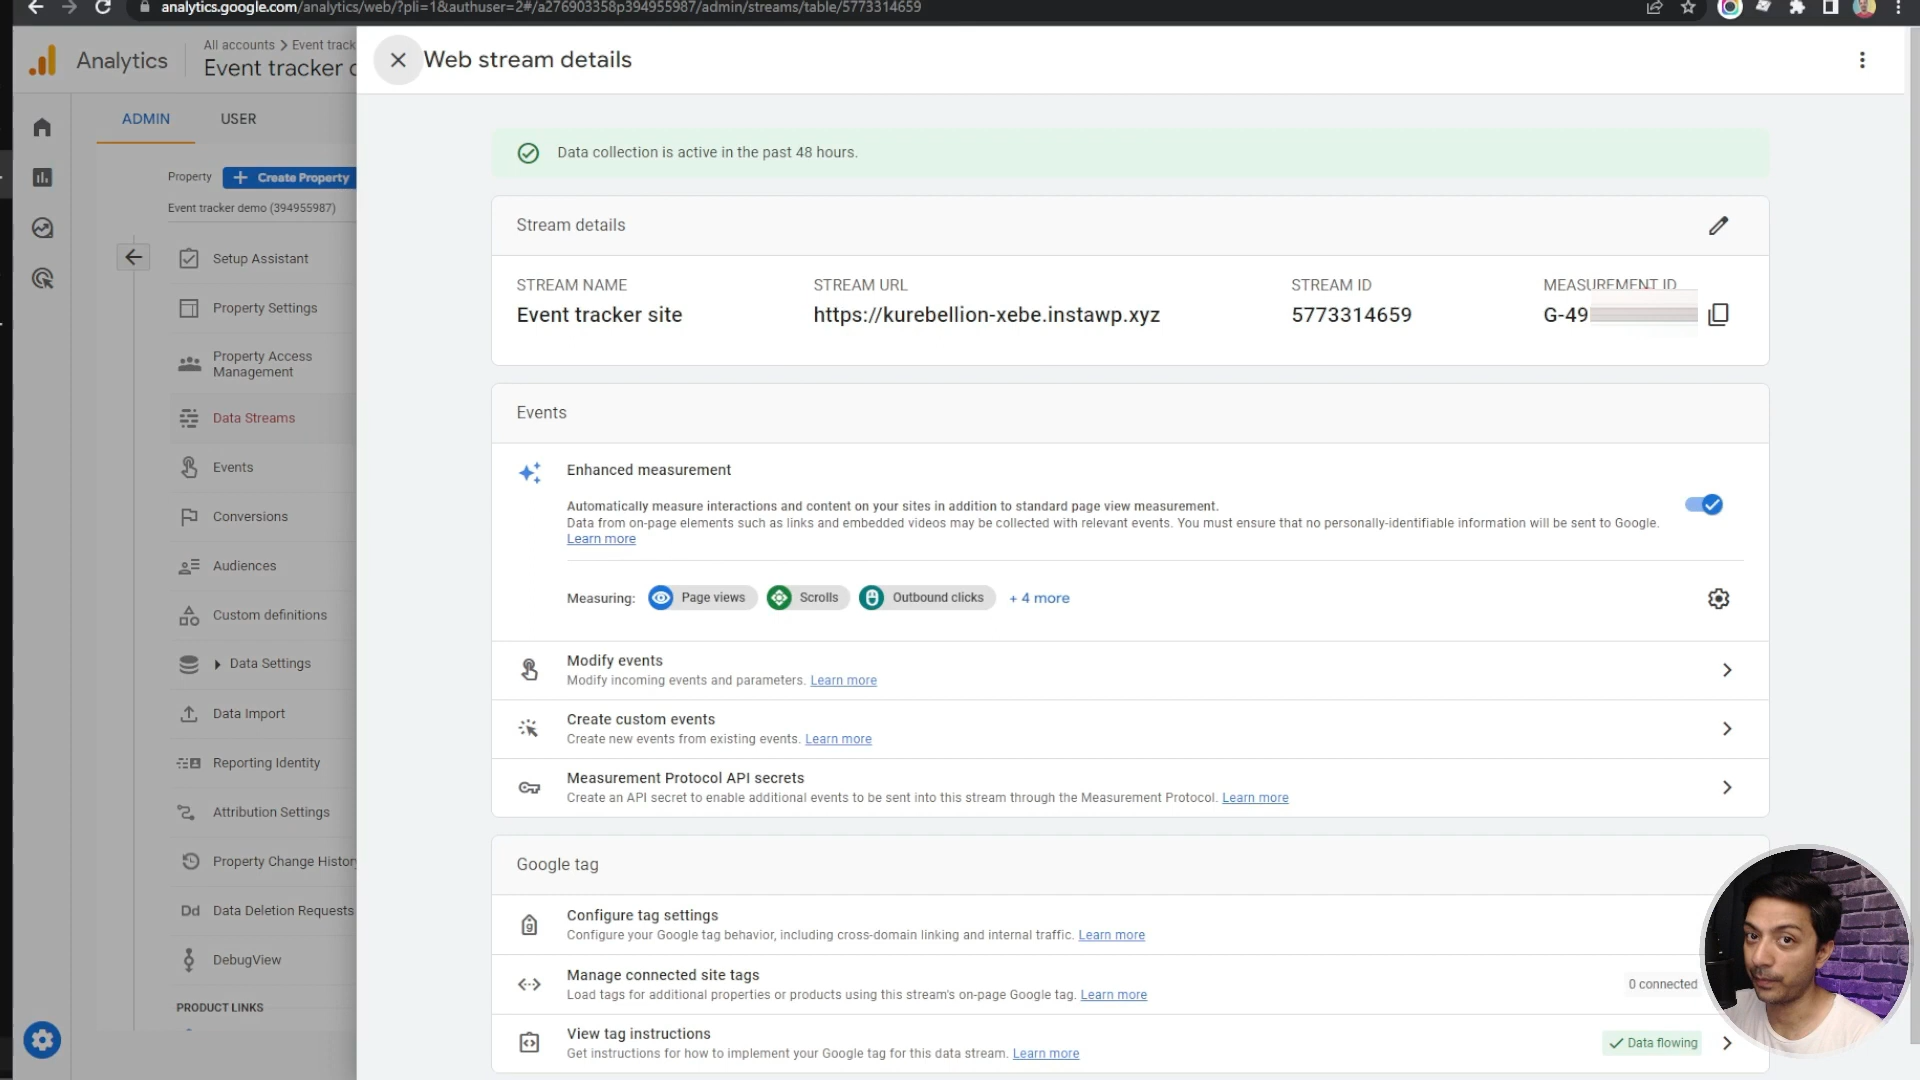 analytics.google.com/analytics/web/?pli=1&authuser=2#/a276903358p394955987/admin/streams/table/5773314659
Analytics
All accounts > Event track
Event tracker
Web stream details
ADMIN
USER
Property
Create Property
Event tracker demo (394955987)
Setup Assistant
Property Settings
Property Access
Management
Data Streams
Events
Conversions
Audiences
Custom definitions
Data Settings
Data Import
Reporting Identity
Attribution Settings
Property Change Histor
Dd Data Deletion Requests
DebugView
PRODUCT LINKS
Data collection is active in the past 48 hours.
Stream details
STREAM NAME
Event tracker site
STREAM URL
https://kurebellion-xebe.instawp.xyz
STREAM ID
5773314659
MEASUREMENT ID
G-49
Events
Enhanced measurement
Automatically measure interactions and content on your sites in addition to standard page view measurement.
Data from on-page elements such as links and embedded videos may be collected with relevant events. You must ensure that no personally-identifiable information will be sent to Google.
Learn more
Measuring: Page views Scrolls Outbound clicks + 4 more
Modify events
Modify incoming events and parameters. Learn more
Create custom events
Create new events from existing events. Learn more
Measurement Protocol API secrets
Create an API secret to enable additional events to be sent into this stream through the Measurement Protocol. Learn more
Google tag
Configure tag settings
Configure your Google tag behavior, including cross-domain linking and internal traffic. Learn more
Manage connected site tags
Load tags for additional properties or products using this stream's on-page Google tag. Learn more
0 connected
View tag instructions
Get instructions for how to implement your Google tag for this data stream. Learn more
Data flowing